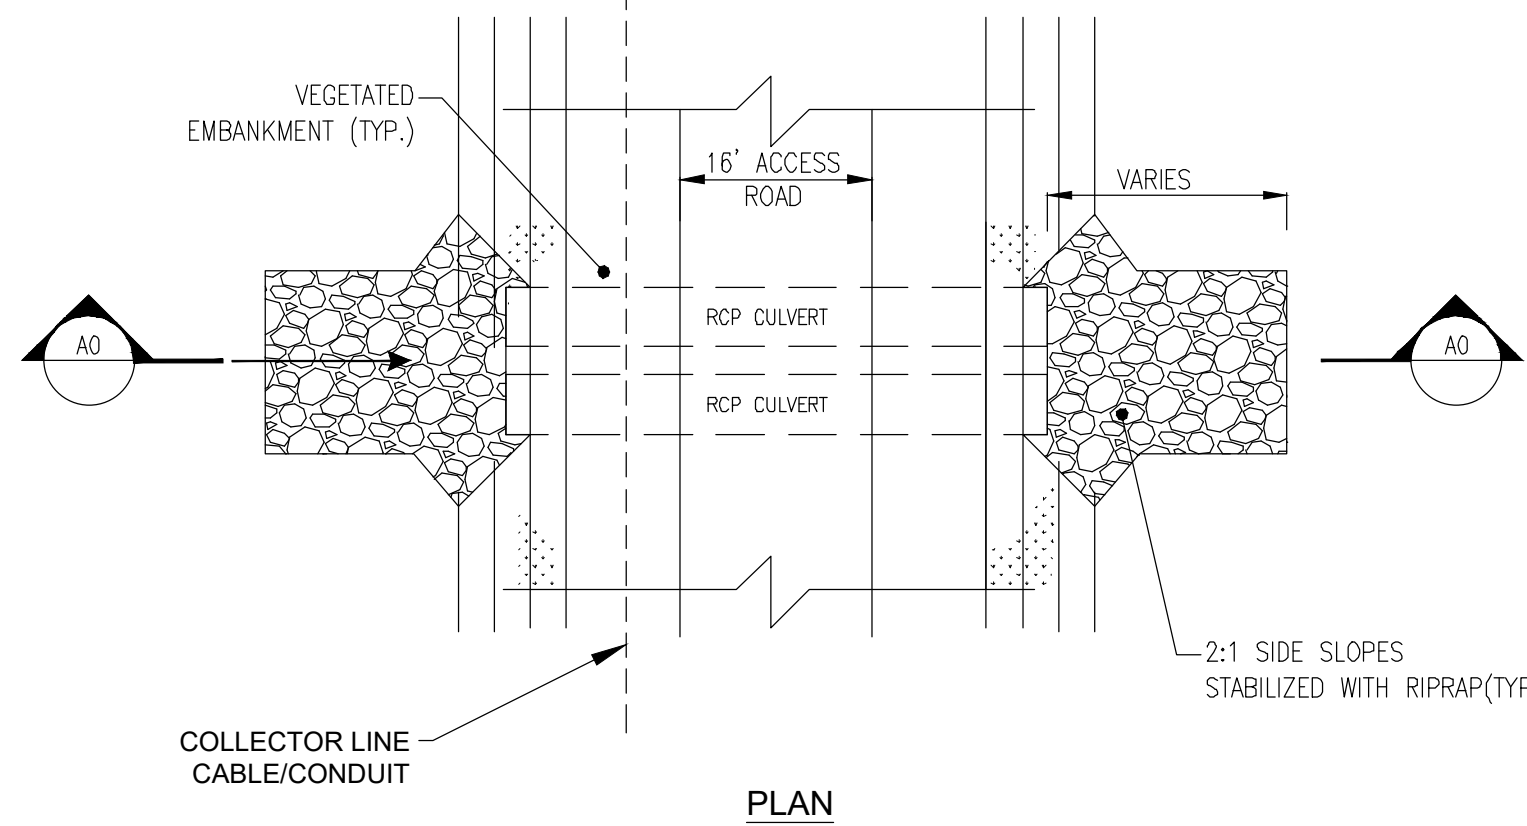 VEGETATED
EMBANKMENT (TYP.)
16' ACCESS
ROAD
VARIES
RCP CULVERT
A0
A0
RCP CULVERT
2:1 SIDE SLOPES
STABILIZED WITH RIPRAP(TYP
COLLECTOR LINE
CABLE/CONDUIT
PLAN